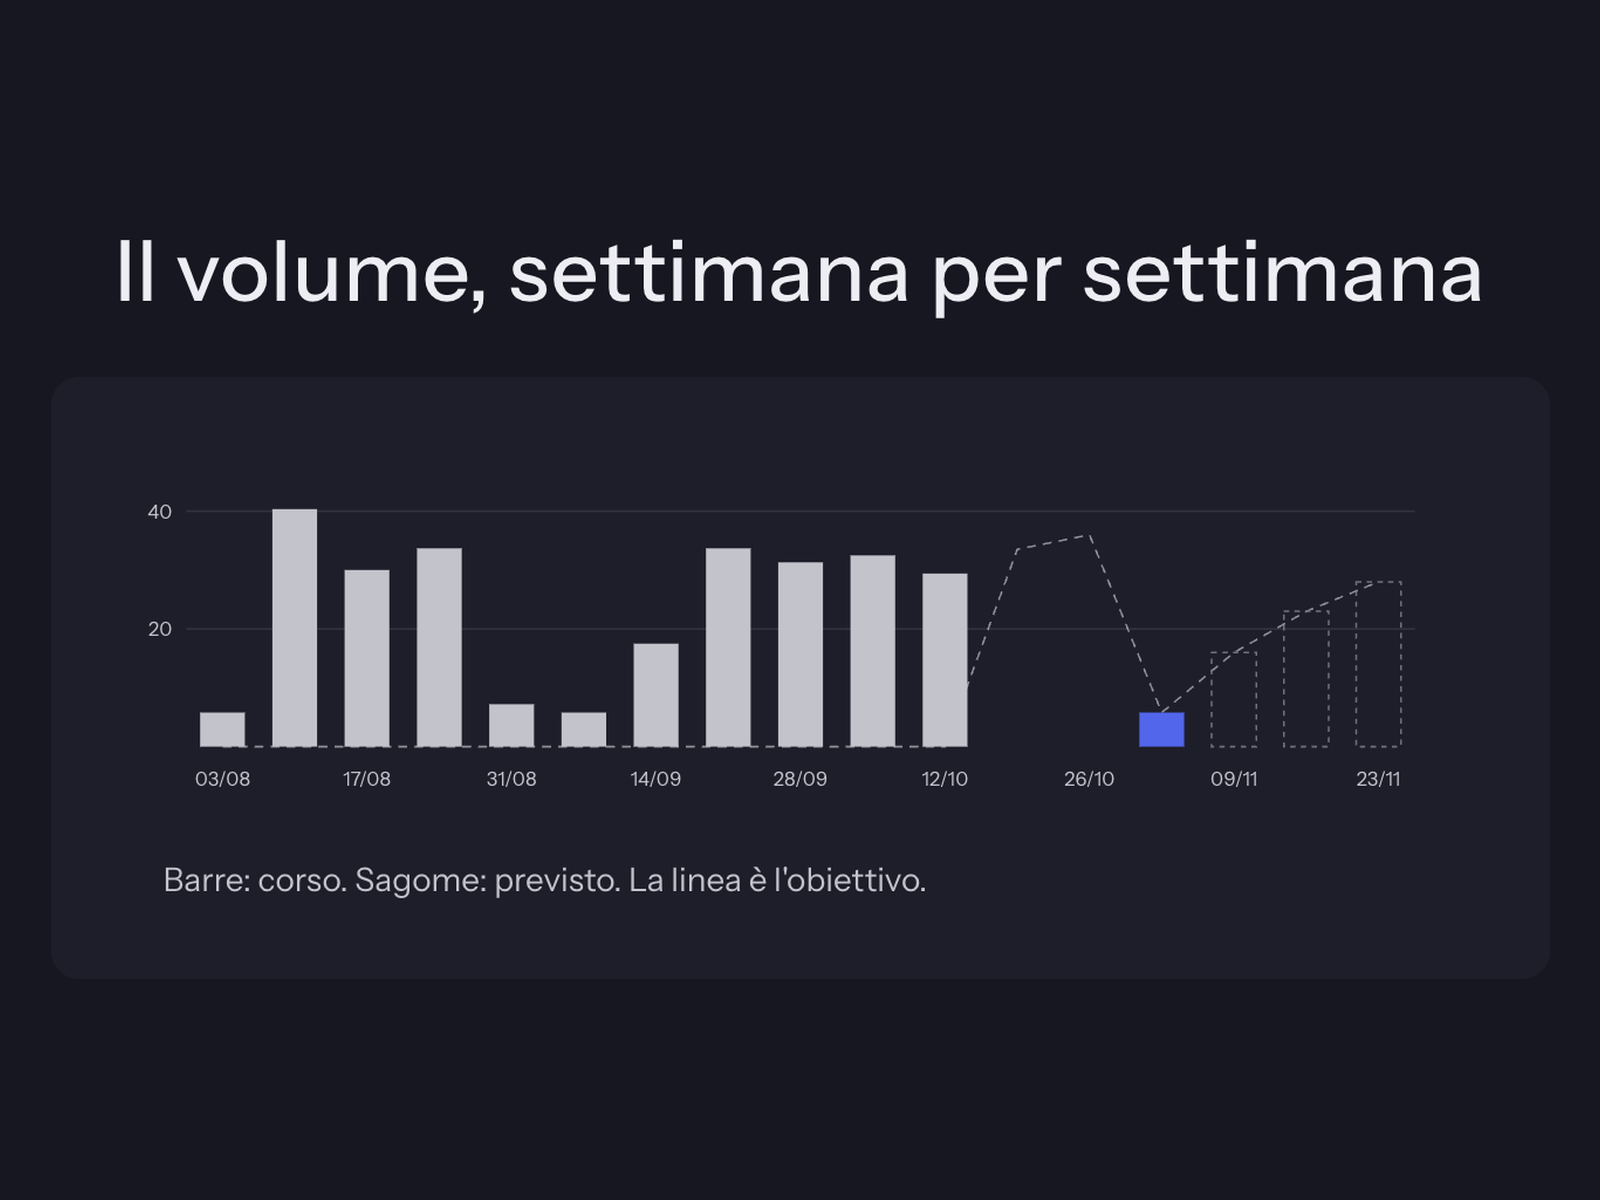 Il volume, settimana per settimana
40
20
03/08 17/08 31/08 14/09 28/09 12/10 26/10 09/11 23/11
Barre: corso. Sagome: previsto. La linea è l'obiettivo.